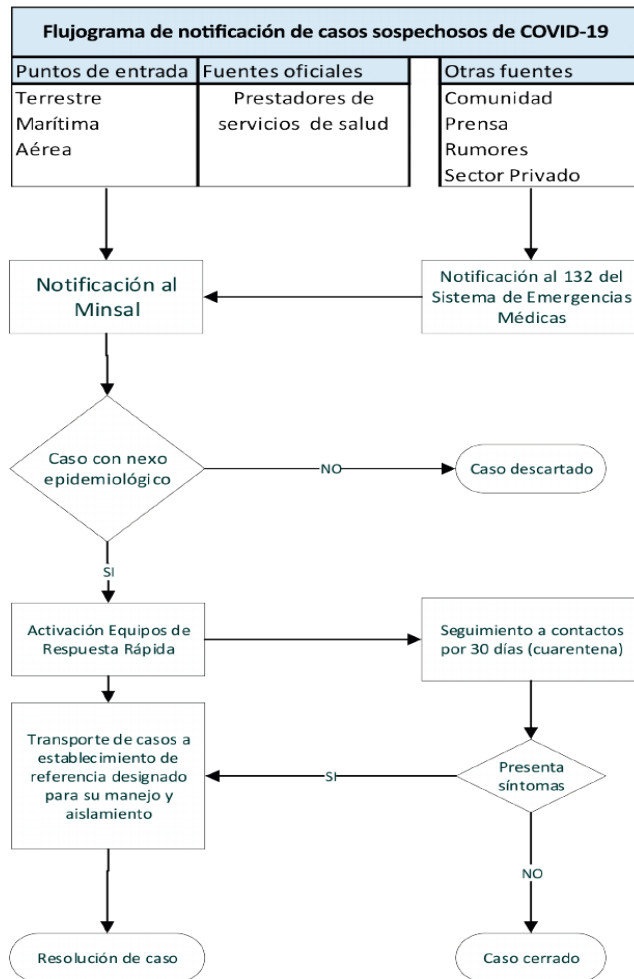 Flujograma de notificación de casos sospechosos de COVID-19
Puntos de entrada
Terrestre
Marítima
Aérea
Fuentes oficiales
Prestadores de
servicios de salud
Otras fuentes
Comunidad
Prensa
Rumores
Sector Privado
Notificación al
Minsal
Notificación al 132 del
Sistema de Emergencias
Médicas
Caso con nexo
epidemiológico
NO
Caso descartado
SI
Activación Equipos de
Respuesta Rápida
Seguimiento a contactos
por 30 días (cuarentena)
Transporte de casos a
establecimiento de
referencia designado
para su manejo y
aislamiento
SI
Presenta
síntomas
NO
Resolución de caso
Caso cerrado